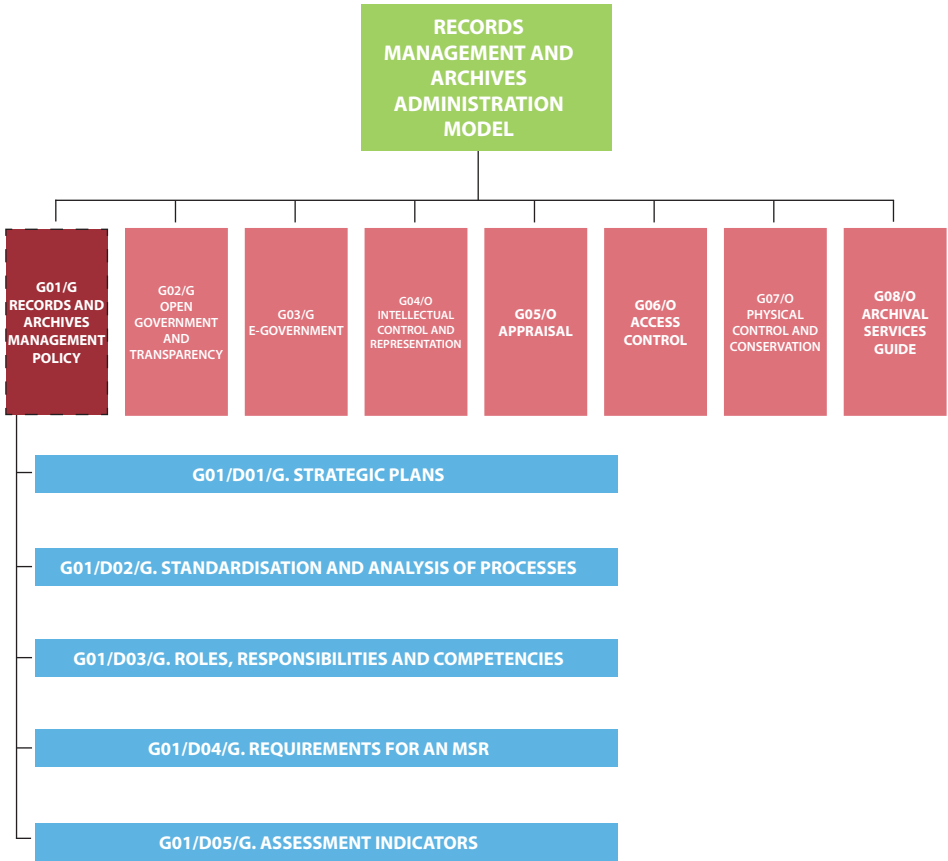 RECORDS
MANAGEMENT AND
ARCHIVES
ADMINISTRATION
MODEL
G01/G
RECORDS AND
ARCHIVES
MANAGEMENT
POLICY
G02/G
OPEN
GOVERNMENT
AND
TRANSPARENCY
G03/G
E-GOVERNMENT
G04/O
INTELLECTUAL
CONTROL AND
REPRESENTATION
G05/O
APPRAISAL
G06/O
ACCESS
CONTROL
G07/O
PHYSICAL
CONTROL AND
CONSERVATION
G08/O
ARCHIVAL
SERVICES
GUIDE
G01/D01/G. STRATEGIC PLANS
G01/D02/G. STANDARDISATION AND ANALYSIS OF PROCESSES
G01/D03/G. ROLES, RESPONSIBILITIES AND COMPETENCIES
G01/D04/G. REQUIREMENTS FOR AN MSR
G01/D05/G. ASSESSMENT INDICATORS